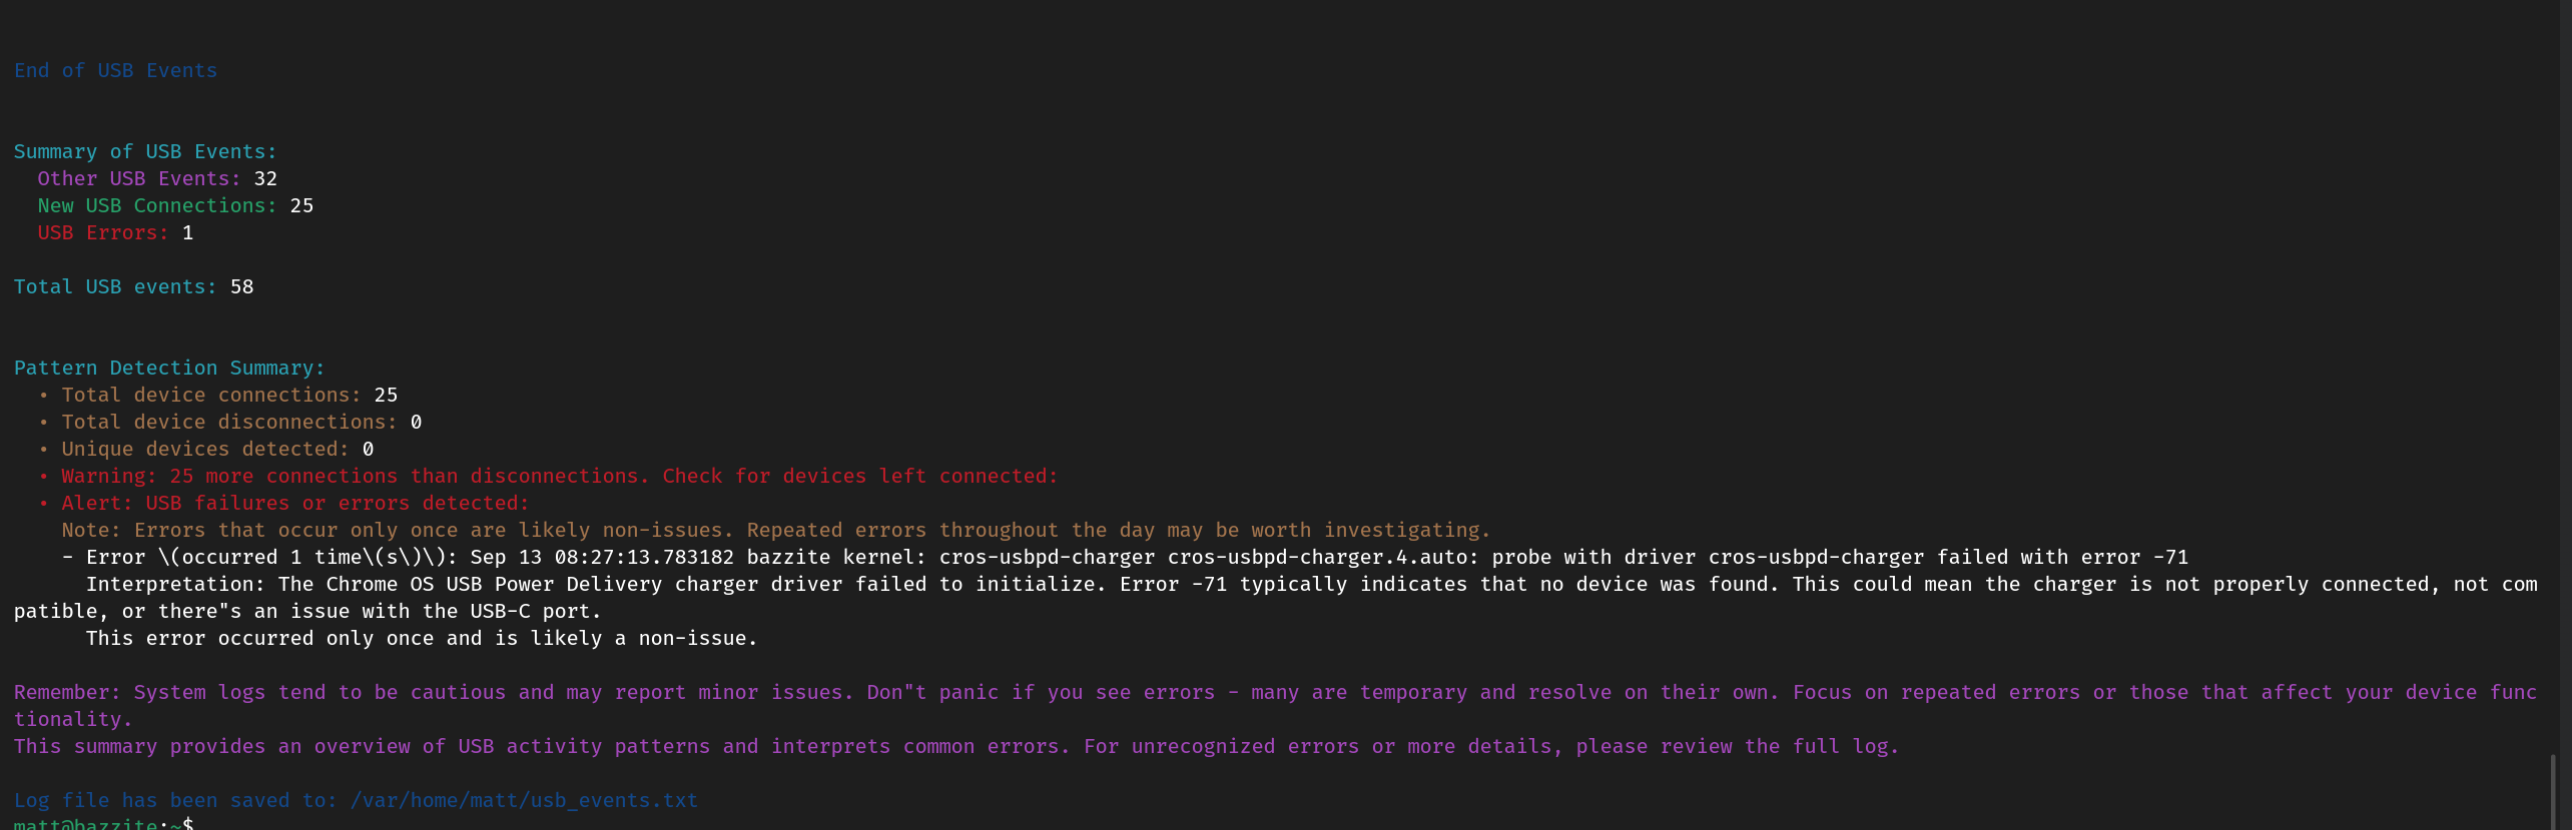 End of USB Events
Summary of USB Events:
Other USB Events: 32
New USB Connections: 25
USB Errors: 1
Total USB events: 58
Pattern Detection Summary:
• Total device connections: 25
• Total device disconnections: 0
• Unique devices detected: 0
• Warning: 25 more connections than disconnections. Check for devices left connected:
• Alert: USB failures or errors detected:
Note: Errors that occur only once are likely non-issues. Repeated errors throughout the day may be worth investigating.
- Error \(occurred 1 time\(s\)\): Sep 13 08:27:13.783182 bazzite kernel: cros-usbpd-charger cros-usbpd-charger.4.auto: probe with driver cros-usbpd-charger failed with error -71
Interpretation: The Chrome OS USB Power Delivery charger driver failed to initialize. Error -71 typically indicates that no device was found. This could mean the charger is not properly connected, not com
patible, or there"s an issue with the USB-C port.
This error occurred only once and is likely a non-issue.
Remember: System logs tend to be cautious and may report minor issues. Don"t panic if you see errors - many are temporary and resolve on their own. Focus on repeated errors or those that affect your device func
tionality.
This summary provides an overview of USB activity patterns and interprets common errors. For unrecognized errors or more details, please review the full log.
Log file has been saved to: /var/home/matt/usb_events.txt
matt@bazzite:~$